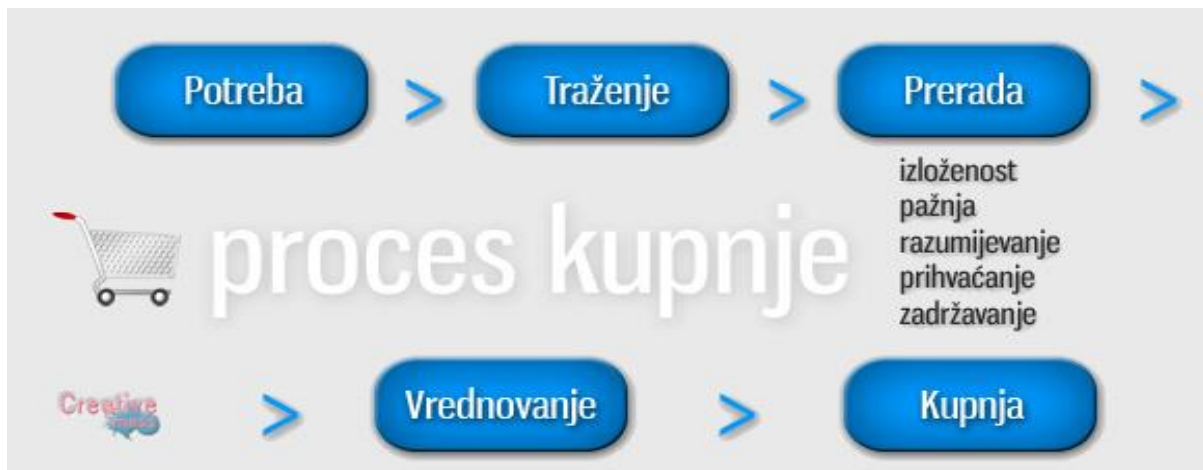 Potreba > Traženje > Prerada >
izloženost
pažnja
razumijevanje
prihvaćanje
zadržavanje
proces kupnje
Creative
> Vrednovanje > Kupnja